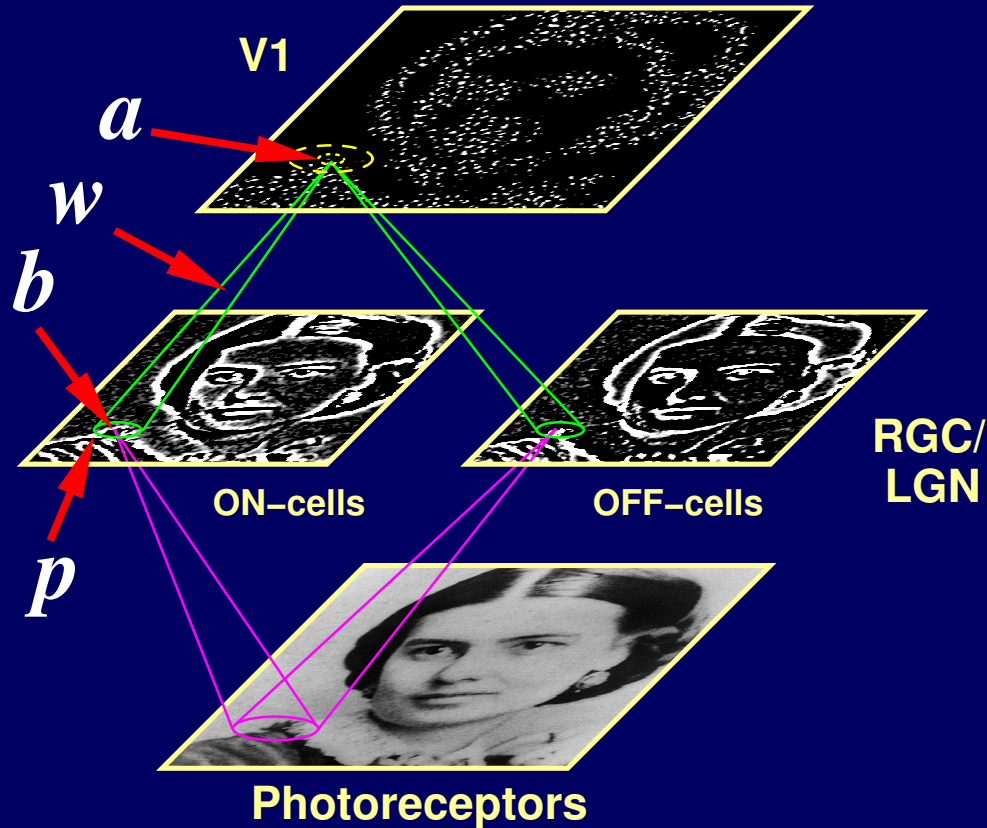 V1
a
w
b
RGC/
LGN
ON–cells
OFF–cells
p
Photoreceptors